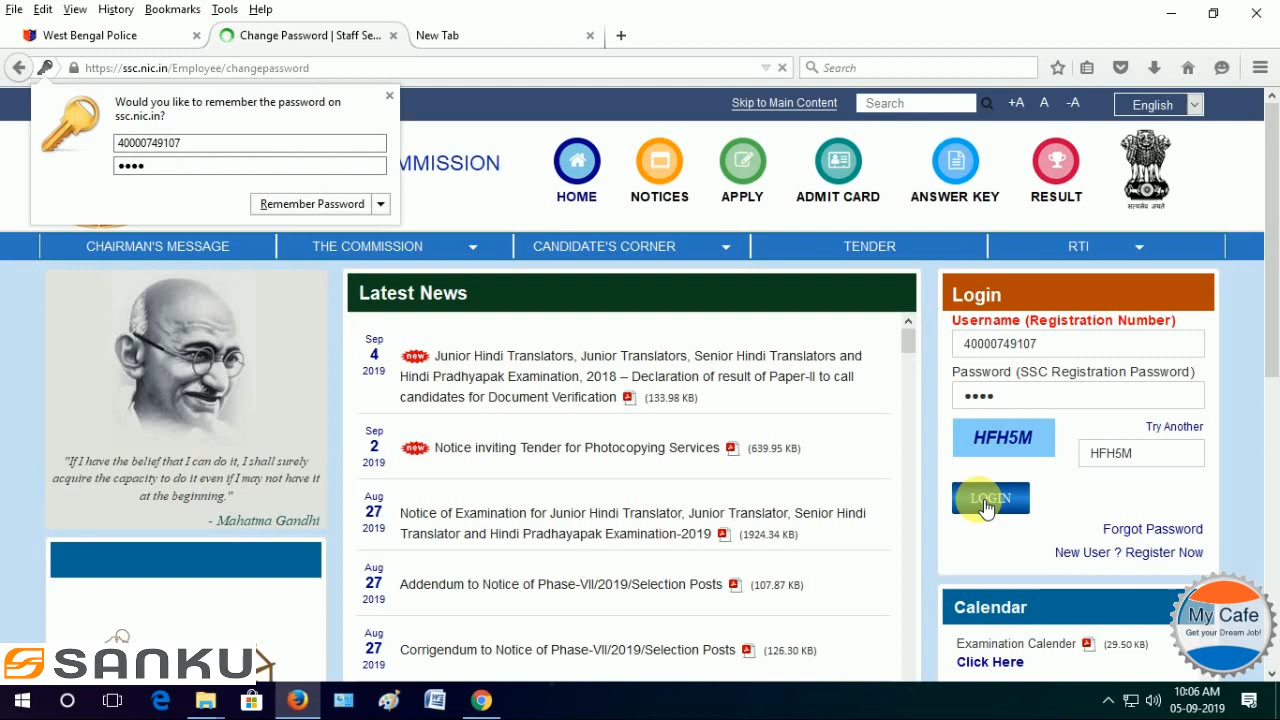 File Edit View History Bookmarks Tools Help
West Bengal Police
Change Password | Staff Se...
New Tab
https://ssc.nic.in/Employee/changepassword
Search
Would you like to remember the password on
ssc.nic.in?
40000749107
••••
Remember Password
Skip to Main Content
Search
+A A -A
English
MMISSION
HOME
NOTICES
APPLY
ADMIT CARD
ANSWER KEY
RESULT
सत्यमेव जयते
CHAIRMAN'S MESSAGE
THE COMMISSION
CANDIDATE'S CORNER
TENDER
RTI
"If I have the belief that I can do it, I shall surely
acquire the capacity to do it even if I may not have it
at the beginning."
- Mahatma Gandhi
Latest News
Sep
4
2019
new Junior Hindi Translators, Junior Translators, Senior Hindi Translators and
Hindi Pradhyapak Examination, 2018 – Declaration of result of Paper-II to call
candidates for Document Verification (133.98 KB)
Sep
2
2019
new Notice inviting Tender for Photocopying Services (639.95 KB)
Aug
27
2019
Notice of Examination for Junior Hindi Translator, Junior Translator, Senior Hindi
Translator and Hindi Pradhayapak Examination-2019 (1924.34 KB)
Aug
27
2019
Addendum to Notice of Phase-VII/2019/Selection Posts (107.87 KB)
Aug
27
2019
Corrigendum to Notice of Phase-VII/2019/Selection Posts (126.30 KB)
Login
Username (Registration Number)
40000749107
Password (SSC Registration Password)
••••
HFH5M
Try Another
HFH5M
LOGIN
Forgot Password
New User ? Register Now
Calendar
Examination Calender (29.50 KB)
Click Here
My Cafe
Get your Dream Job!
SANKU
10:06 AM
05-09-2019